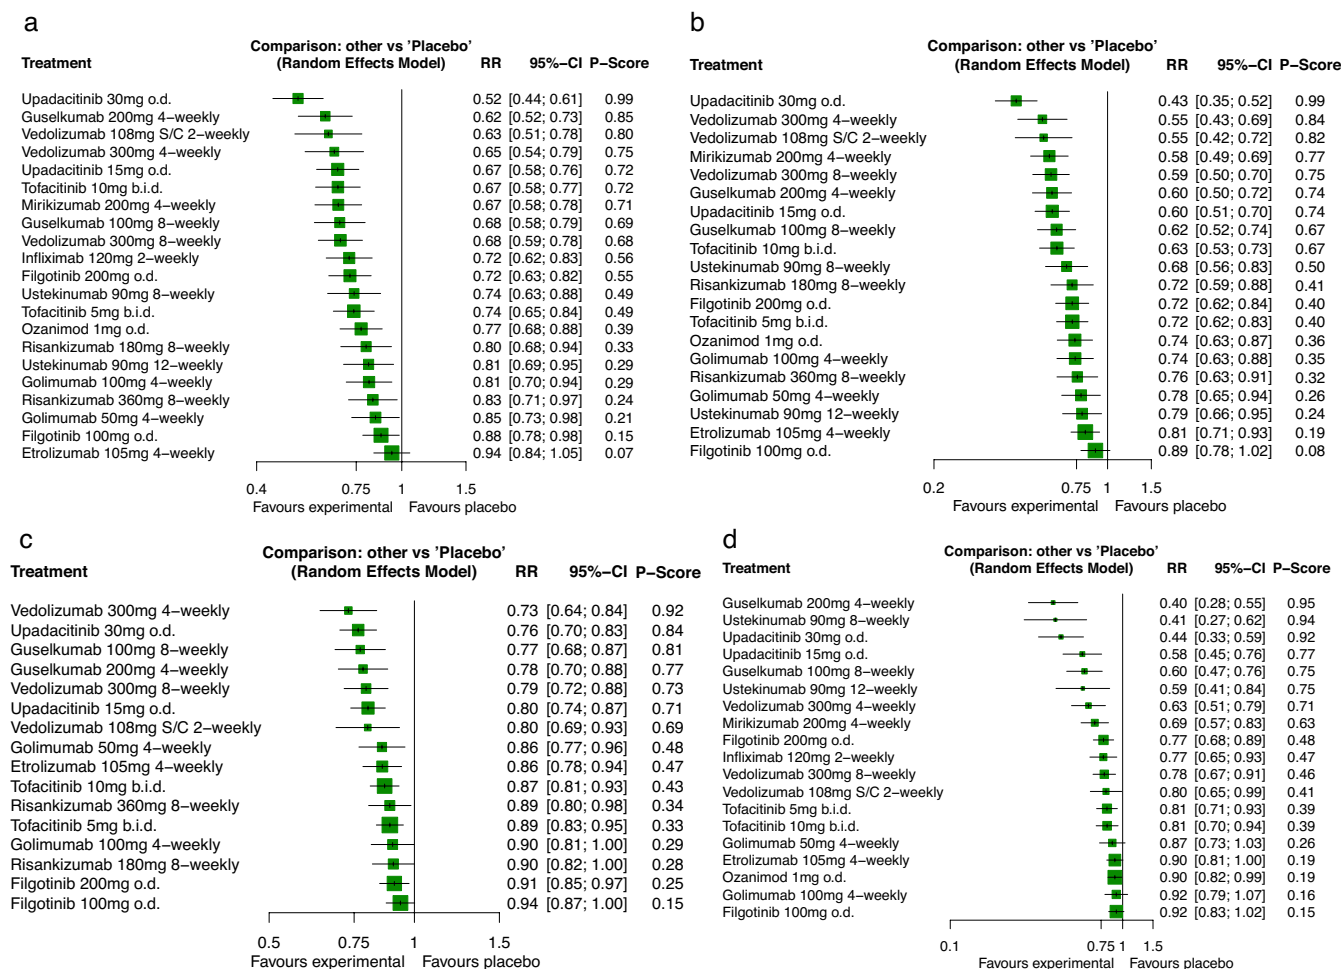 a
Comparison: other vs 'Placebo'
Treatment (Random Effects Model) RR 95%−CI P−Score
Upadacitinib 30mg o.d. 0.52 [0.44; 0.61] 0.99
Guselkumab 200mg 4−weekly 0.62 [0.52; 0.73] 0.85
Vedolizumab 108mg S/C 2−weekly 0.63 [0.51; 0.78] 0.80
Vedolizumab 300mg 4−weekly 0.65 [0.54; 0.79] 0.75
Upadacitinib 15mg o.d. 0.67 [0.58; 0.76] 0.72
Tofacitinib 10mg b.i.d. 0.67 [0.58; 0.77] 0.72
Mirikizumab 200mg 4−weekly 0.67 [0.58; 0.78] 0.71
Guselkumab 100mg 8−weekly 0.68 [0.58; 0.79] 0.69
Vedolizumab 300mg 8−weekly 0.68 [0.59; 0.78] 0.68
Infliximab 120mg 2−weekly 0.72 [0.62; 0.83] 0.56
Filgotinib 200mg o.d. 0.72 [0.63; 0.82] 0.55
Ustekinumab 90mg 8−weekly 0.74 [0.63; 0.88] 0.49
Tofacitinib 5mg b.i.d. 0.74 [0.65; 0.84] 0.49
Ozanimod 1mg o.d. 0.77 [0.68; 0.88] 0.39
Risankizumab 180mg 8−weekly 0.80 [0.68; 0.94] 0.33
Ustekinumab 90mg 12−weekly 0.81 [0.69; 0.95] 0.29
Golimumab 100mg 4−weekly 0.81 [0.70; 0.94] 0.29
Risankizumab 360mg 8−weekly 0.83 [0.71; 0.97] 0.24
Golimumab 50mg 4−weekly 0.85 [0.73; 0.98] 0.21
Filgotinib 100mg o.d. 0.88 [0.78; 0.98] 0.15
Etrolizumab 105mg 4−weekly 0.94 [0.84; 1.05] 0.07
0.4 0.75 1 1.5
Favours experimental Favours placebo
b
Comparison: other vs 'Placebo'
Treatment (Random Effects Model) RR 95%−CI P−Score
Upadacitinib 30mg o.d. 0.43 [0.35; 0.52] 0.99
Vedolizumab 300mg 4−weekly 0.55 [0.43; 0.69] 0.84
Vedolizumab 108mg S/C 2−weekly 0.55 [0.42; 0.72] 0.82
Mirikizumab 200mg 4−weekly 0.58 [0.49; 0.69] 0.77
Vedolizumab 300mg 8−weekly 0.59 [0.50; 0.70] 0.75
Guselkumab 200mg 4−weekly 0.60 [0.50; 0.72] 0.74
Upadacitinib 15mg o.d. 0.60 [0.51; 0.70] 0.74
Guselkumab 100mg 8−weekly 0.62 [0.52; 0.74] 0.67
Tofacitinib 10mg b.i.d. 0.63 [0.53; 0.73] 0.67
Ustekinumab 90mg 8−weekly 0.68 [0.56; 0.83] 0.50
Risankizumab 180mg 8−weekly 0.72 [0.59; 0.88] 0.41
Filgotinib 200mg o.d. 0.72 [0.62; 0.84] 0.40
Tofacitinib 5mg b.i.d. 0.72 [0.62; 0.83] 0.40
Ozanimod 1mg o.d. 0.74 [0.63; 0.87] 0.36
Golimumab 100mg 4−weekly 0.74 [0.63; 0.88] 0.35
Risankizumab 360mg 8−weekly 0.76 [0.63; 0.91] 0.32
Golimumab 50mg 4−weekly 0.78 [0.65; 0.94] 0.26
Ustekinumab 90mg 12−weekly 0.79 [0.66; 0.95] 0.24
Etrolizumab 105mg 4−weekly 0.81 [0.71; 0.93] 0.19
Filgotinib 100mg o.d. 0.89 [0.78; 1.02] 0.08
0.2 0.75 1 1.5
Favours experimental Favours placebo
c
Comparison: other vs 'Placebo'
Treatment (Random Effects Model) RR 95%−CI P−Score
Vedolizumab 300mg 4−weekly 0.73 [0.64; 0.84] 0.92
Upadacitinib 30mg o.d. 0.76 [0.70; 0.83] 0.84
Guselkumab 100mg 8−weekly 0.77 [0.68; 0.87] 0.81
Guselkumab 200mg 4−weekly 0.78 [0.70; 0.88] 0.77
Vedolizumab 300mg 8−weekly 0.79 [0.72; 0.88] 0.73
Upadacitinib 15mg o.d. 0.80 [0.74; 0.87] 0.71
Vedolizumab 108mg S/C 2−weekly 0.80 [0.69; 0.93] 0.69
Golimumab 50mg 4−weekly 0.86 [0.77; 0.96] 0.48
Etrolizumab 105mg 4−weekly 0.86 [0.78; 0.94] 0.47
Tofacitinib 10mg b.i.d. 0.87 [0.81; 0.93] 0.43
Risankizumab 360mg 8−weekly 0.89 [0.80; 0.98] 0.34
Tofacitinib 5mg b.i.d. 0.89 [0.83; 0.95] 0.33
Golimumab 100mg 4−weekly 0.90 [0.81; 1.00] 0.29
Risankizumab 180mg 8−weekly 0.90 [0.82; 1.00] 0.28
Filgotinib 200mg o.d. 0.91 [0.85; 0.97] 0.25
Filgotinib 100mg o.d. 0.94 [0.87; 1.00] 0.15
0.5 0.75 1 1.5
Favours experimental Favours placebo
d
Comparison: other vs 'Placebo'
Treatment (Random Effects Model) RR 95%−CI P−Score
Guselkumab 200mg 4−weekly 0.40 [0.28; 0.55] 0.95
Ustekinumab 90mg 8−weekly 0.41 [0.27; 0.62] 0.94
Upadacitinib 30mg o.d. 0.44 [0.33; 0.59] 0.92
Upadacitinib 15mg o.d. 0.58 [0.45; 0.76] 0.77
Guselkumab 100mg 8−weekly 0.60 [0.47; 0.76] 0.75
Ustekinumab 90mg 12−weekly 0.59 [0.41; 0.84] 0.75
Vedolizumab 300mg 4−weekly 0.63 [0.51; 0.79] 0.71
Mirikizumab 200mg 4−weekly 0.69 [0.57; 0.83] 0.63
Filgotinib 200mg o.d. 0.77 [0.68; 0.89] 0.48
Infliximab 120mg 2−weekly 0.77 [0.65; 0.93] 0.47
Vedolizumab 300mg 8−weekly 0.78 [0.67; 0.91] 0.46
Vedolizumab 108mg S/C 2−weekly 0.80 [0.65; 0.99] 0.41
Tofacitinib 5mg b.i.d. 0.81 [0.71; 0.93] 0.39
Tofacitinib 10mg b.i.d. 0.81 [0.70; 0.94] 0.39
Golimumab 50mg 4−weekly 0.87 [0.73; 1.03] 0.26
Etrolizumab 105mg 4−weekly 0.90 [0.81; 1.00] 0.19
Ozanimod 1mg o.d. 0.90 [0.82; 0.99] 0.19
Golimumab 100mg 4−weekly 0.92 [0.79; 1.07] 0.16
Filgotinib 100mg o.d. 0.92 [0.83; 1.02] 0.15
0.1 0.75 1 1.5
Favours experimental Favours placebo